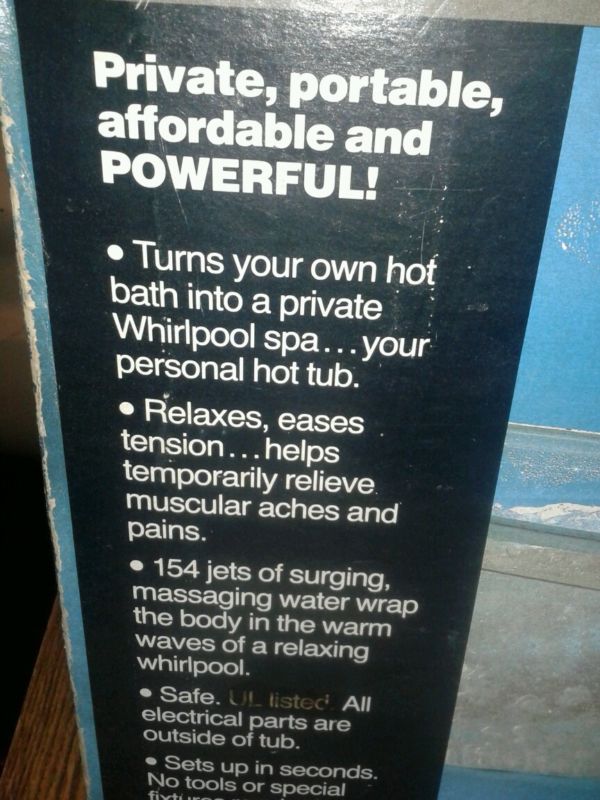 Private, portable,
affordable and
POWERFUL!
• Turns your own hot
bath into a private
Whirlpool spa...your
personal hot tub.
• Relaxes, eases
tension...helps
temporarily relieve
muscular aches and
pains.
• 154 jets of surging,
massaging water wrap
the body in the warm
waves of a relaxing
whirlpool.
• Safe. UL listed. All
electrical parts are
outside of tub.
• Sets up in seconds.
No tools or special